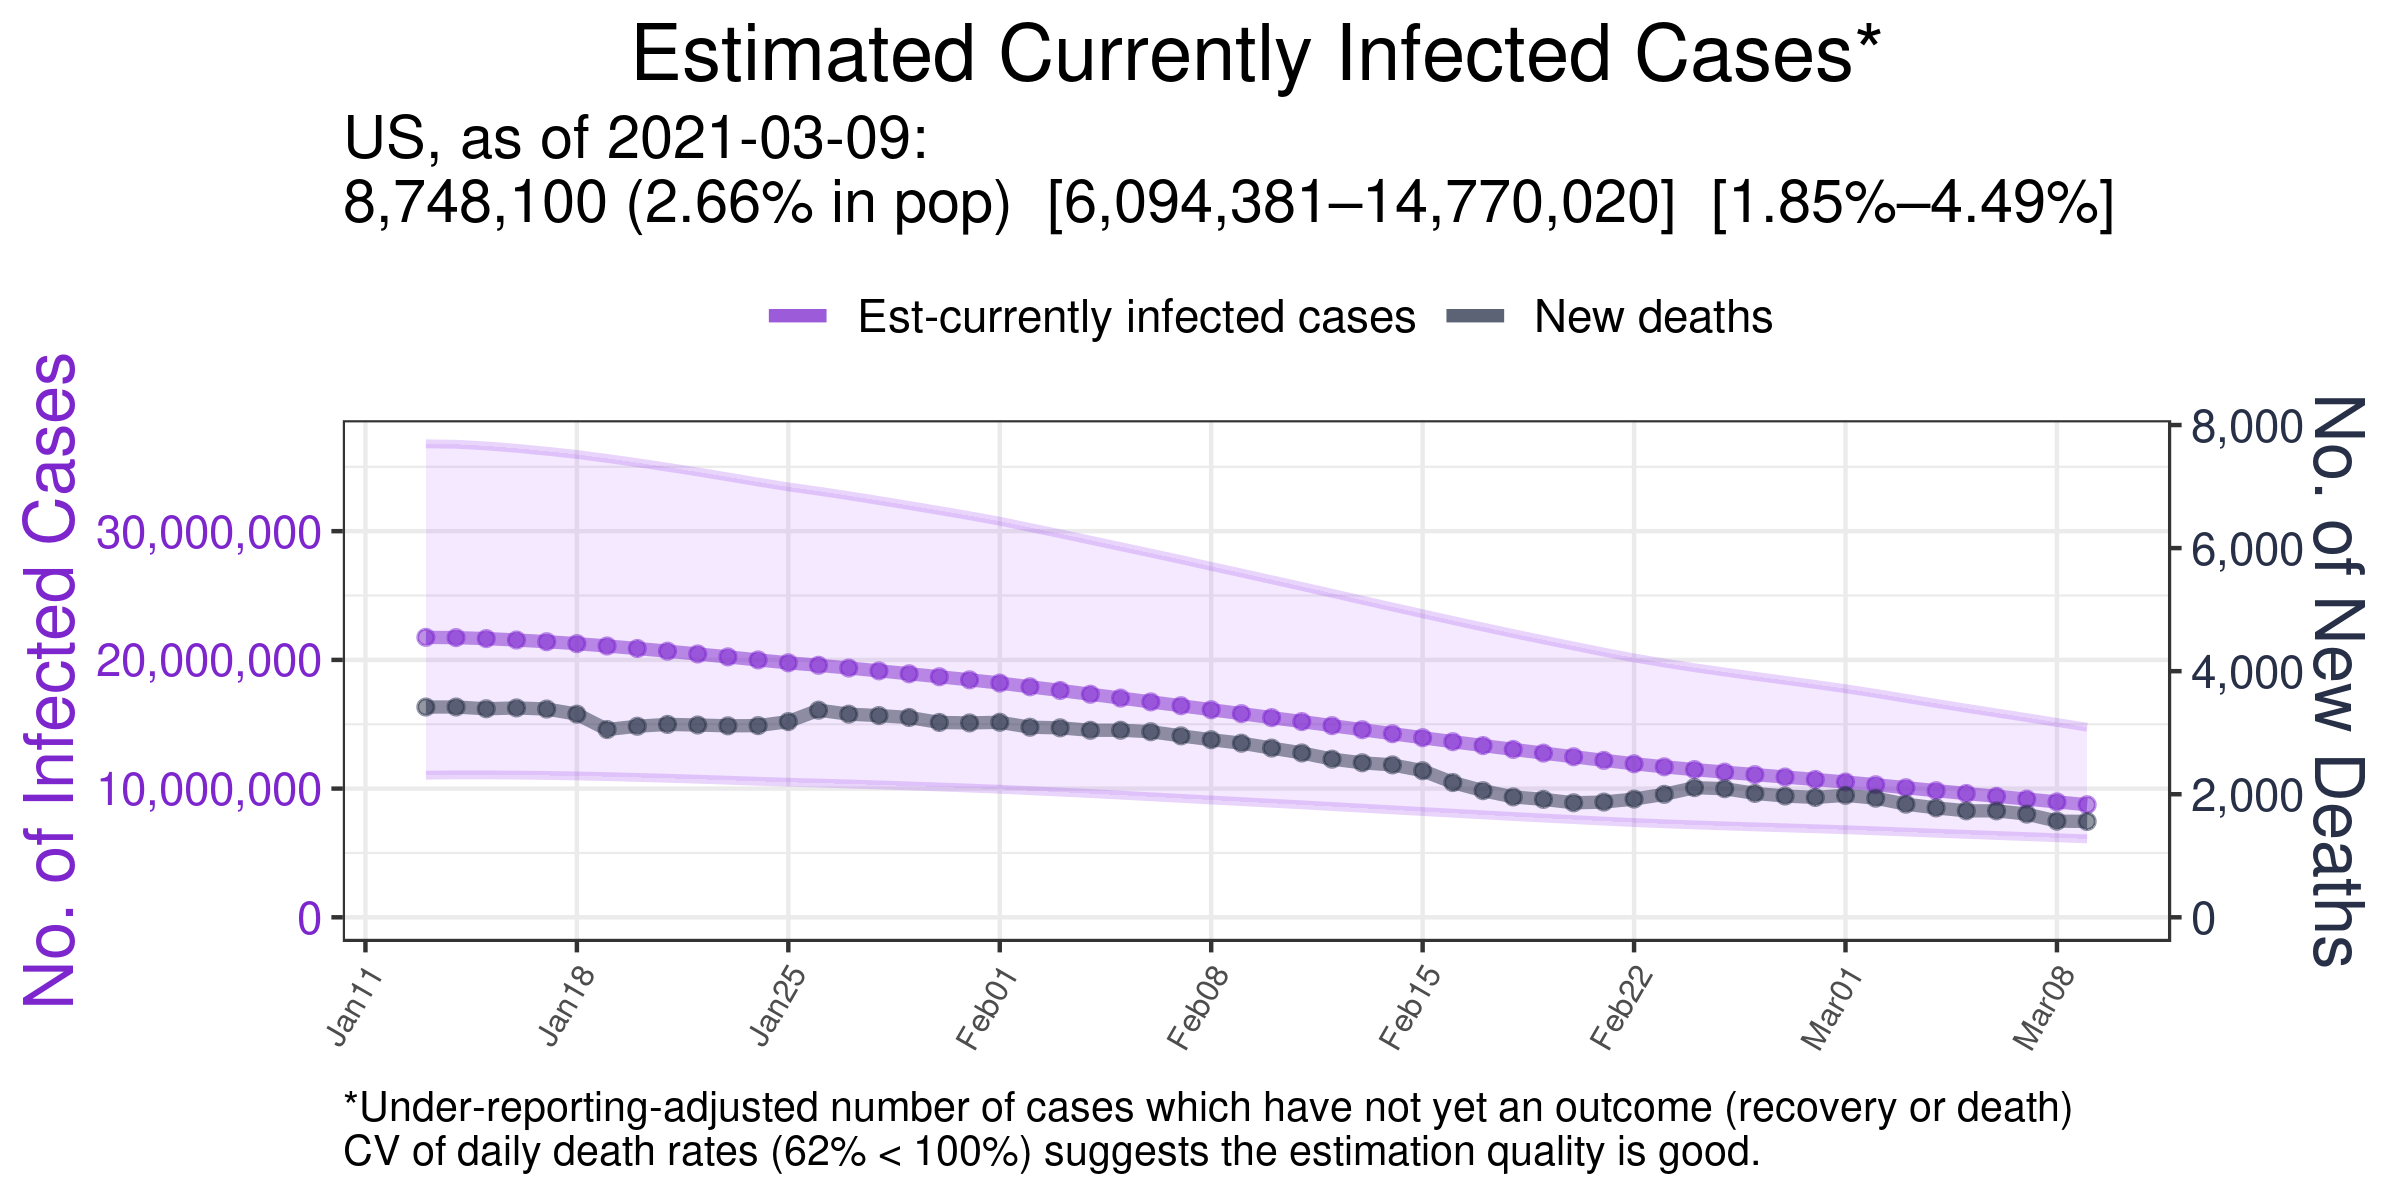 Estimated Currently Infected Cases*
US, as of 2021-03-09:
8,748,100 (2.66% in pop) [6,094,381–14,770,020] [1.85%–4.49%]
Est-currently infected cases New deaths
No. of Infected Cases
30,000,000
20,000,000
10,000,000
0
8,000
6,000
4,000
2,000
0
No. of New Deaths
Jan11 Jan18 Jan25 Feb01 Feb08 Feb15 Feb22 Mar01 Mar08
*Under-reporting-adjusted number of cases which have not yet an outcome (recovery or death)
CV of daily death rates (62% < 100%) suggests the estimation quality is good.